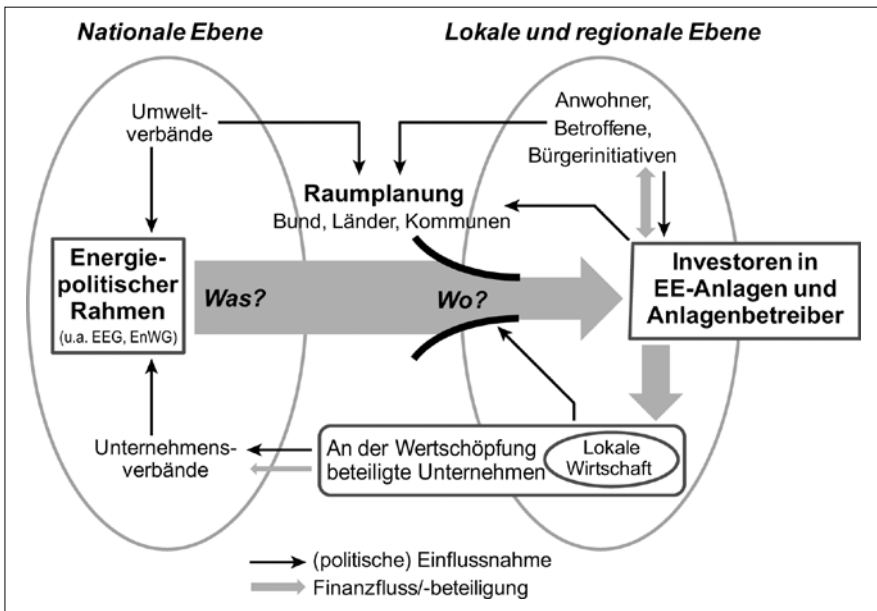 Nationale Ebene
Lokale und regionale Ebene
Umwelt-
verbände
Anwohner,
Betroffene,
Bürgerinitiativen
Raumplanung
Bund, Länder, Kommunen
Energie-
politischer
Rahmen
(u.a. EEG, EnWG)
Was?
Wo?
Investoren in
EE-Anlagen und
Anlagenbetreiber
Unternehmens-
verbände
An der Wertschöpfung
beteiligte Unternehmen
Lokale
Wirtschaft
(politische) Einflussnahme
Finanzfluss/-beteiligung